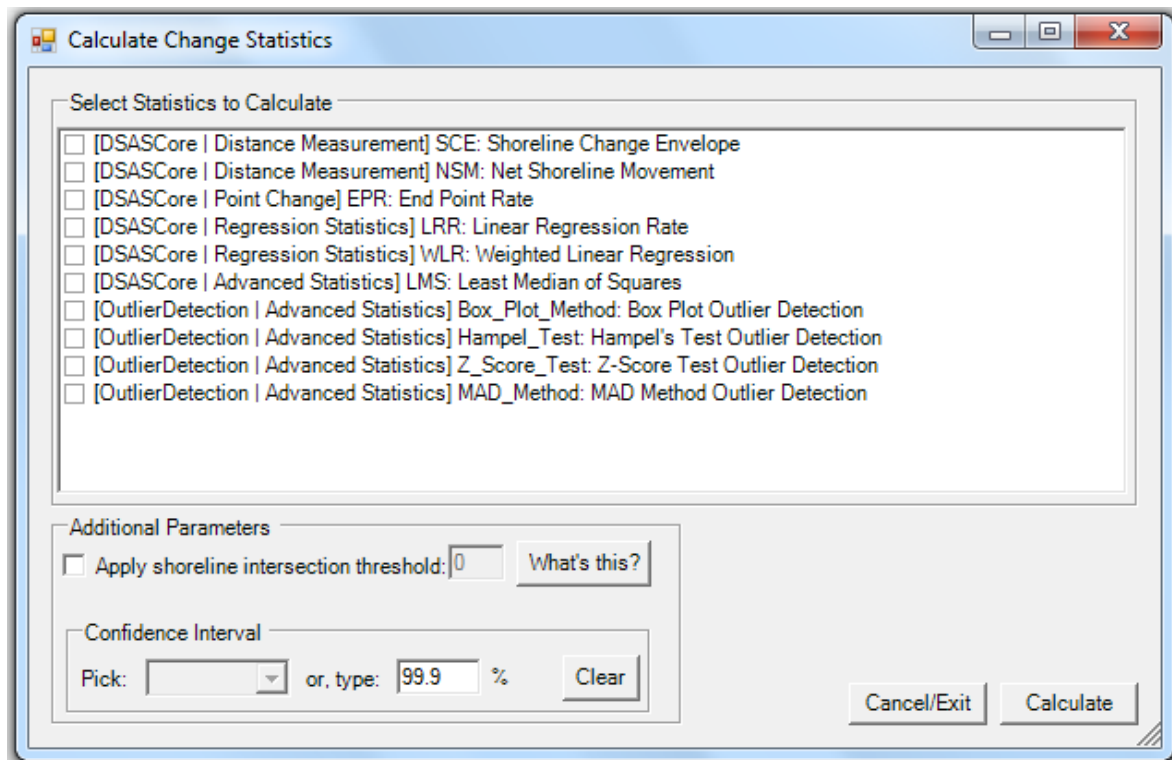 Calculate Change Statistics
Select Statistics to Calculate
[DSASCore | Distance Measurement] SCE: Shoreline Change Envelope
[DSASCore | Distance Measurement] NSM: Net Shoreline Movement
[DSASCore | Point Change] EPR: End Point Rate
[DSASCore | Regression Statistics] LRR: Linear Regression Rate
[DSASCore | Regression Statistics] WLR: Weighted Linear Regression
[DSASCore | Advanced Statistics] LMS: Least Median of Squares
[OutlierDetection | Advanced Statistics] Box_Plot_Method: Box Plot Outlier Detection
[OutlierDetection | Advanced Statistics] Hampel_Test: Hampel's Test Outlier Detection
[OutlierDetection | Advanced Statistics] Z_Score_Test: Z-Score Test Outlier Detection
[OutlierDetection | Advanced Statistics] MAD_Method: MAD Method Outlier Detection
Additional Parameters
Apply shoreline intersection threshold: 0 What's this?
Confidence Interval
Pick: or, type: 99.9 % Clear
Cancel/Exit Calculate